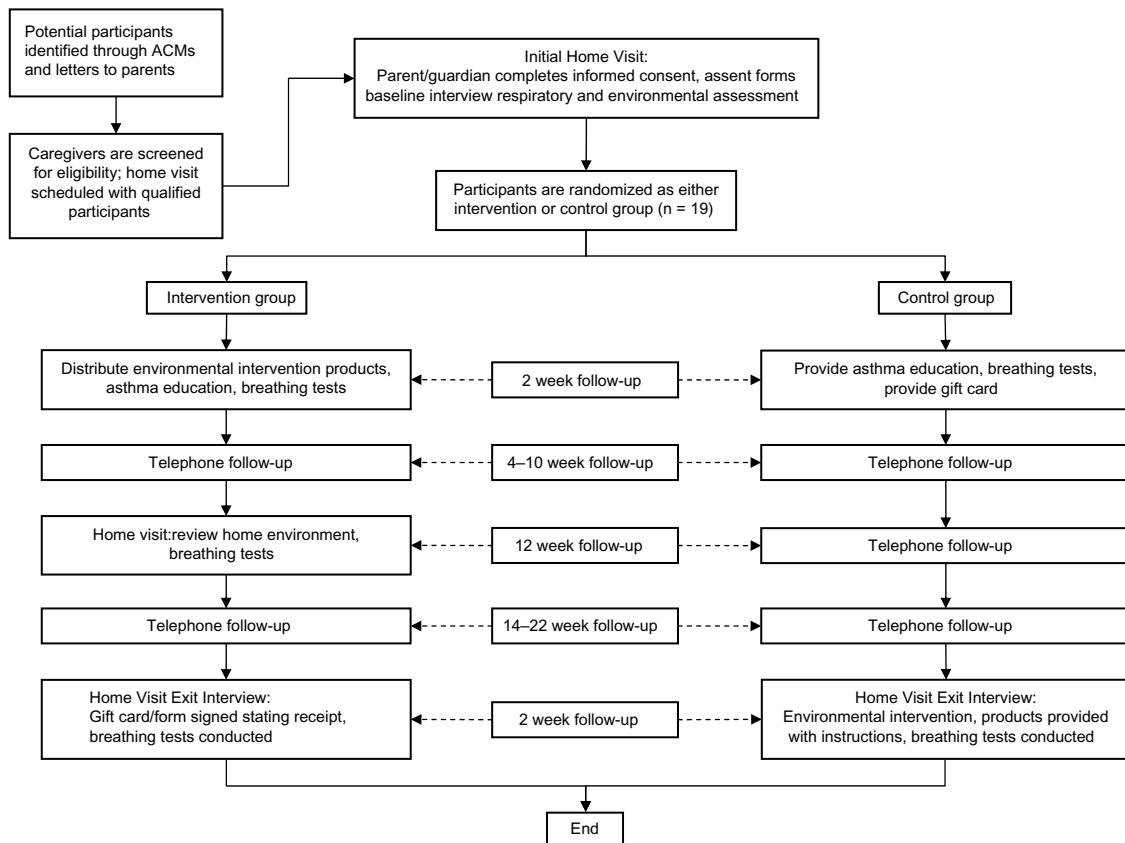 Potential participants
identified through ACMs
and letters to parents
Initial Home Visit:
Parent/guardian completes informed consent, assent forms
baseline interview respiratory and environmental assessment
Caregivers are screened
for eligibility; home visit
scheduled with qualified
participants
Participants are randomized as either
intervention or control group (n = 19)
Intervention group
Control group
Distribute environmental intervention products,
asthma education, breathing tests
2 week follow-up
Provide asthma education, breathing tests,
provide gift card
Telephone follow-up
4–10 week follow-up
Telephone follow-up
Home visit:review home environment,
breathing tests
12 week follow-up
Telephone follow-up
Telephone follow-up
14–22 week follow-up
Telephone follow-up
Home Visit Exit Interview:
Gift card/form signed stating receipt,
breathing tests conducted
2 week follow-up
Home Visit Exit Interview:
Environmental intervention, products provided
with instructions, breathing tests conducted
End